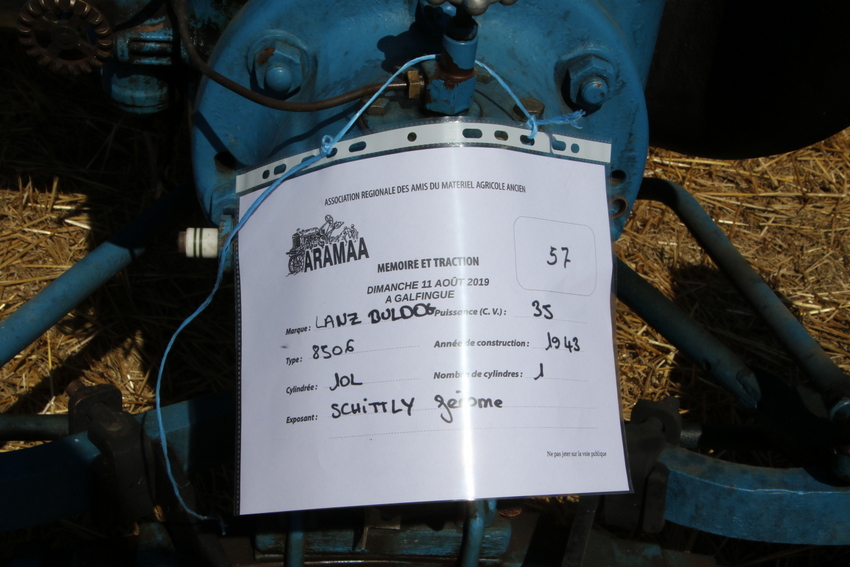 ASSOCIATION REGIONALE DES AMIS DU MATERIEL AGRICOLE ANCIEN
ARAMAA
57
MEMOIRE ET TRACTION
DIMANCHE 11 AOÛT 2019
A GALFINGUE
Marque : LANZ BULDOG Puissance (C. V.) : 35
Type : 8506 Année de construction : 1943
Cylindrée : 10L Nombre de cylindres : 1
Exposant : SCHITTLY Jérôme
Ne pas jeter sur la voie publique